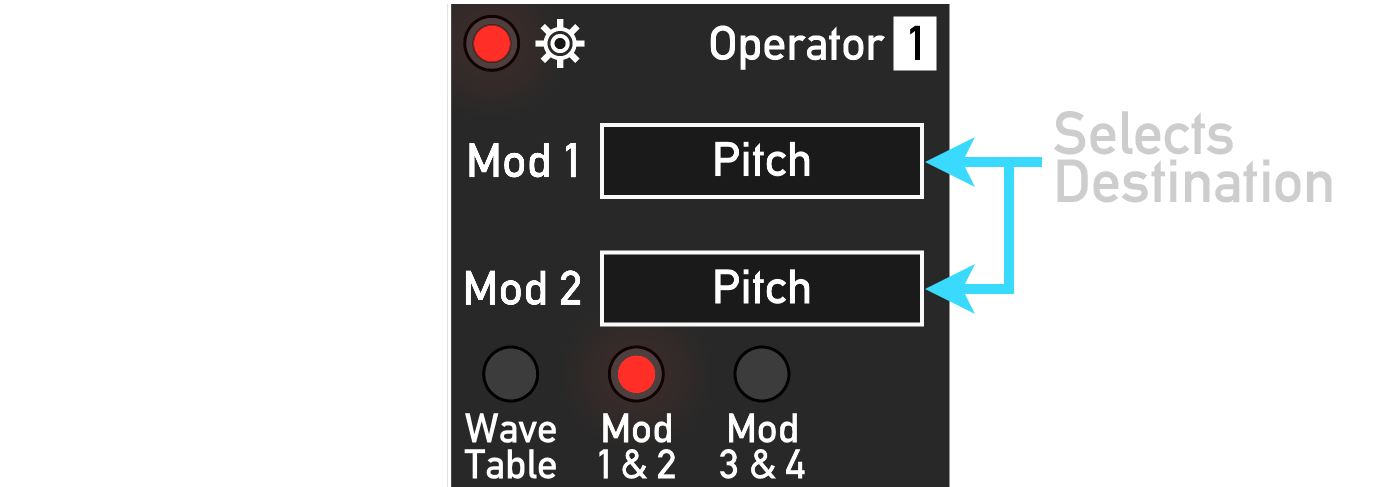 Operator 1
Mod 1 Pitch
Selects
Destination
Mod 2 Pitch
Wave Mod Mod
Table 1 & 2 3 & 4